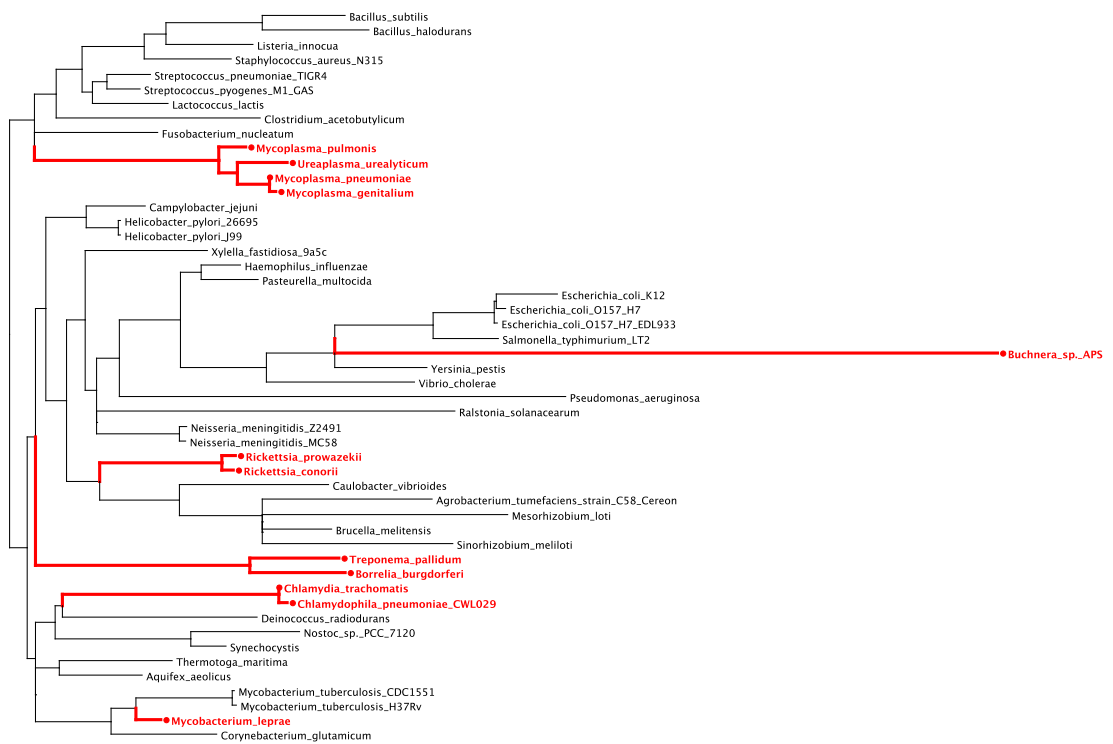 Bacillus_subtilis
Bacillus_halodurans
Listeria_innocua
Staphylococcus_aureus_N315
Streptococcus_pneumoniae_TIGR4
Streptococcus_pyogenes_M1_GAS
Lactococcus_lactis
Clostridium_acetobutylicum
Fusobacterium_nucleatum
Mycoplasma_pulmonis
Ureaplasma_urealyticum
Mycoplasma_pneumoniae
Mycoplasma_genitalium
Campylobacter_jejuni
Helicobacter_pylori_26695
Helicobacter_pylori_J99
Xylella_fastidiosa_9a5c
Haemophilus_influenzae
Pasteurella_multocida
Escherichia_coli_K12
Escherichia_coli_O157_H7
Escherichia_coli_O157_H7_EDL933
Salmonella_typhimurium_LT2
Buchnera_sp._APS
Yersinia_pestis
Vibrio_cholerae
Pseudomonas_aeruginosa
Ralstonia_solanacearum
Neisseria_meningitidis_Z2491
Neisseria_meningitidis_MC58
Rickettsia_prowazekii
Rickettsia_conorii
Caulobacter_vibrioides
Agrobacterium_tumefaciens_strain_C58_Cereon
Mesorhizobium_loti
Brucella_melitensis
Sinorhizobium_meliloti
Treponema_pallidum
Borrelia_burgdorferi
Chlamydia_trachomatis
Chlamydophila_pneumoniae_CWL029
Deinococcus_radiodurans
Nostoc_sp._PCC_7120
Synechocystis
Thermotoga_maritima
Aquifex_aeolicus
Mycobacterium_tuberculosis_CDC1551
Mycobacterium_tuberculosis_H37Rv
Mycobacterium_leprae
Corynebacterium_glutamicum